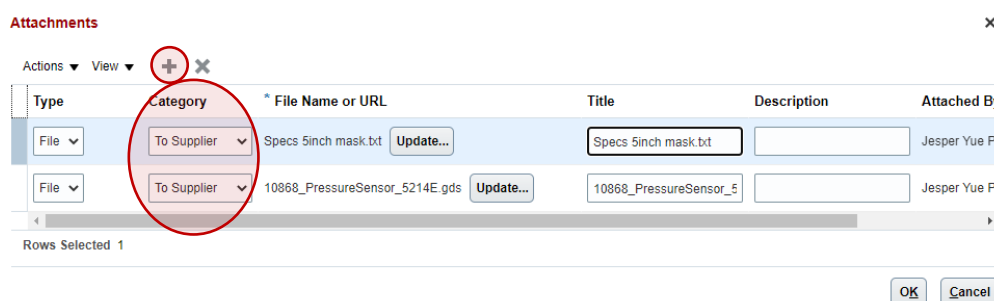 Attachments
Actions View
Type Category * File Name or URL Title Description Attached By
File To Supplier Specs 5inch mask.txt Update... Specs 5inch mask.txt Jesper Yue P
File To Supplier 10868_PressureSensor_5214E.gds Update... 10868_PressureSensor_5 Jesper Yue P
Rows Selected 1
OK Cancel